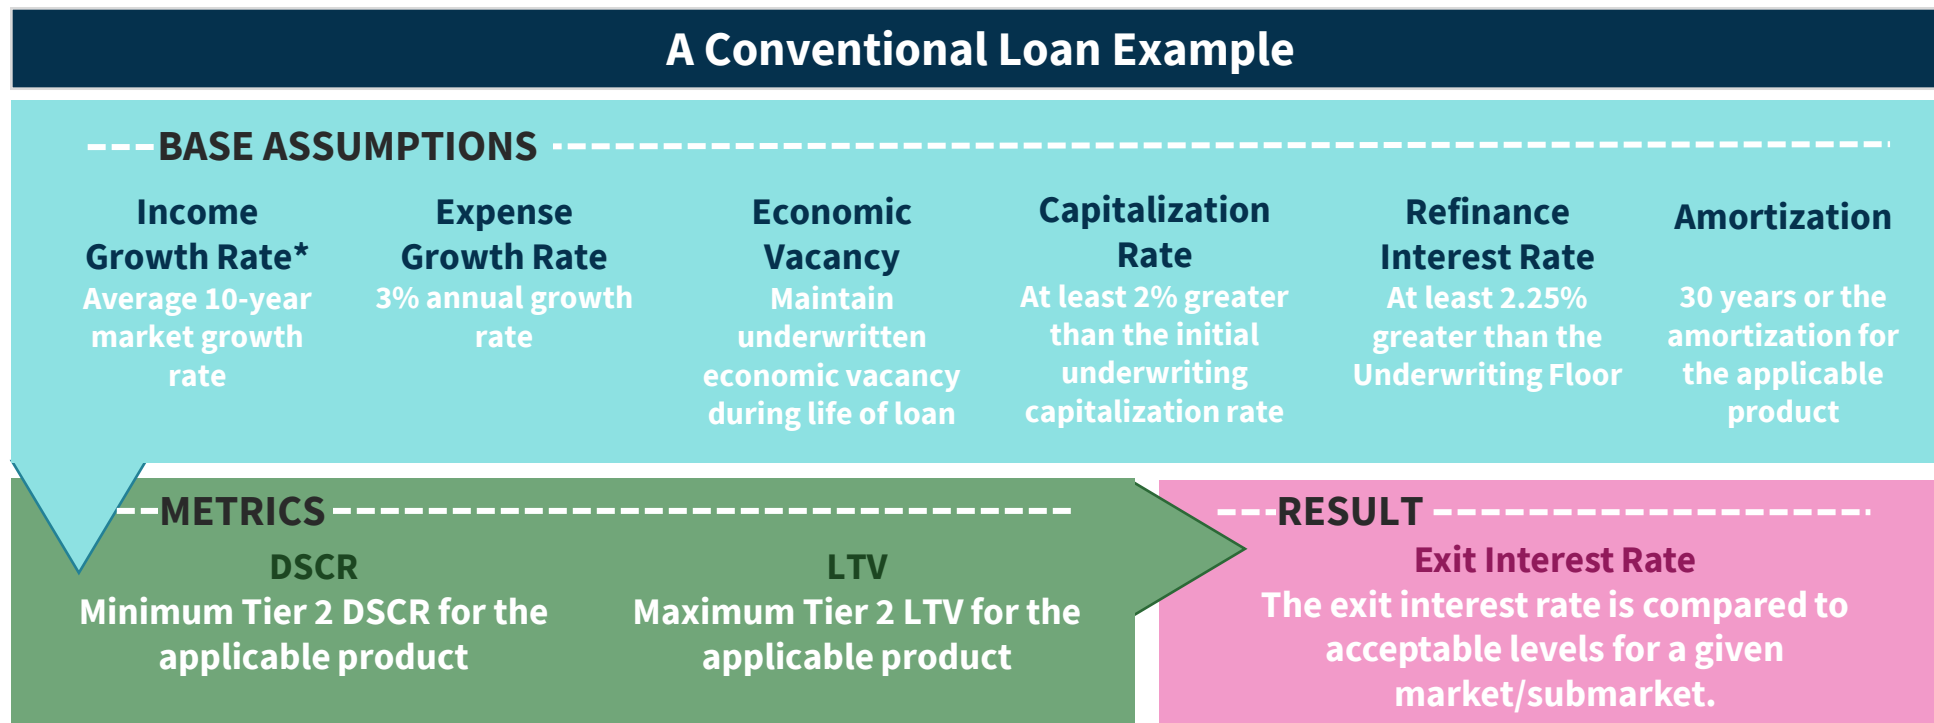 A Conventional Loan Example
BASE ASSUMPTIONS
Income
Growth Rate*
Average 10-year
market growth
rate
Expense
Growth Rate
3% annual growth
rate
Economic
Vacancy
Maintain
underwritten
economic vacancy
during life of loan
Capitalization
Rate
At least 2% greater
than the initial
underwriting
capitalization rate
Refinance
Interest Rate
At least 2.25%
greater than the
Underwriting Floor
Amortization
30 years or the
amortization for
the applicable
product
METRICS
DSCR
Minimum Tier 2 DSCR for the
applicable product
LTV
Maximum Tier 2 LTV for the
applicable product
RESULT
Exit Interest Rate
The exit interest rate is compared to
acceptable levels for a given
market/submarket.